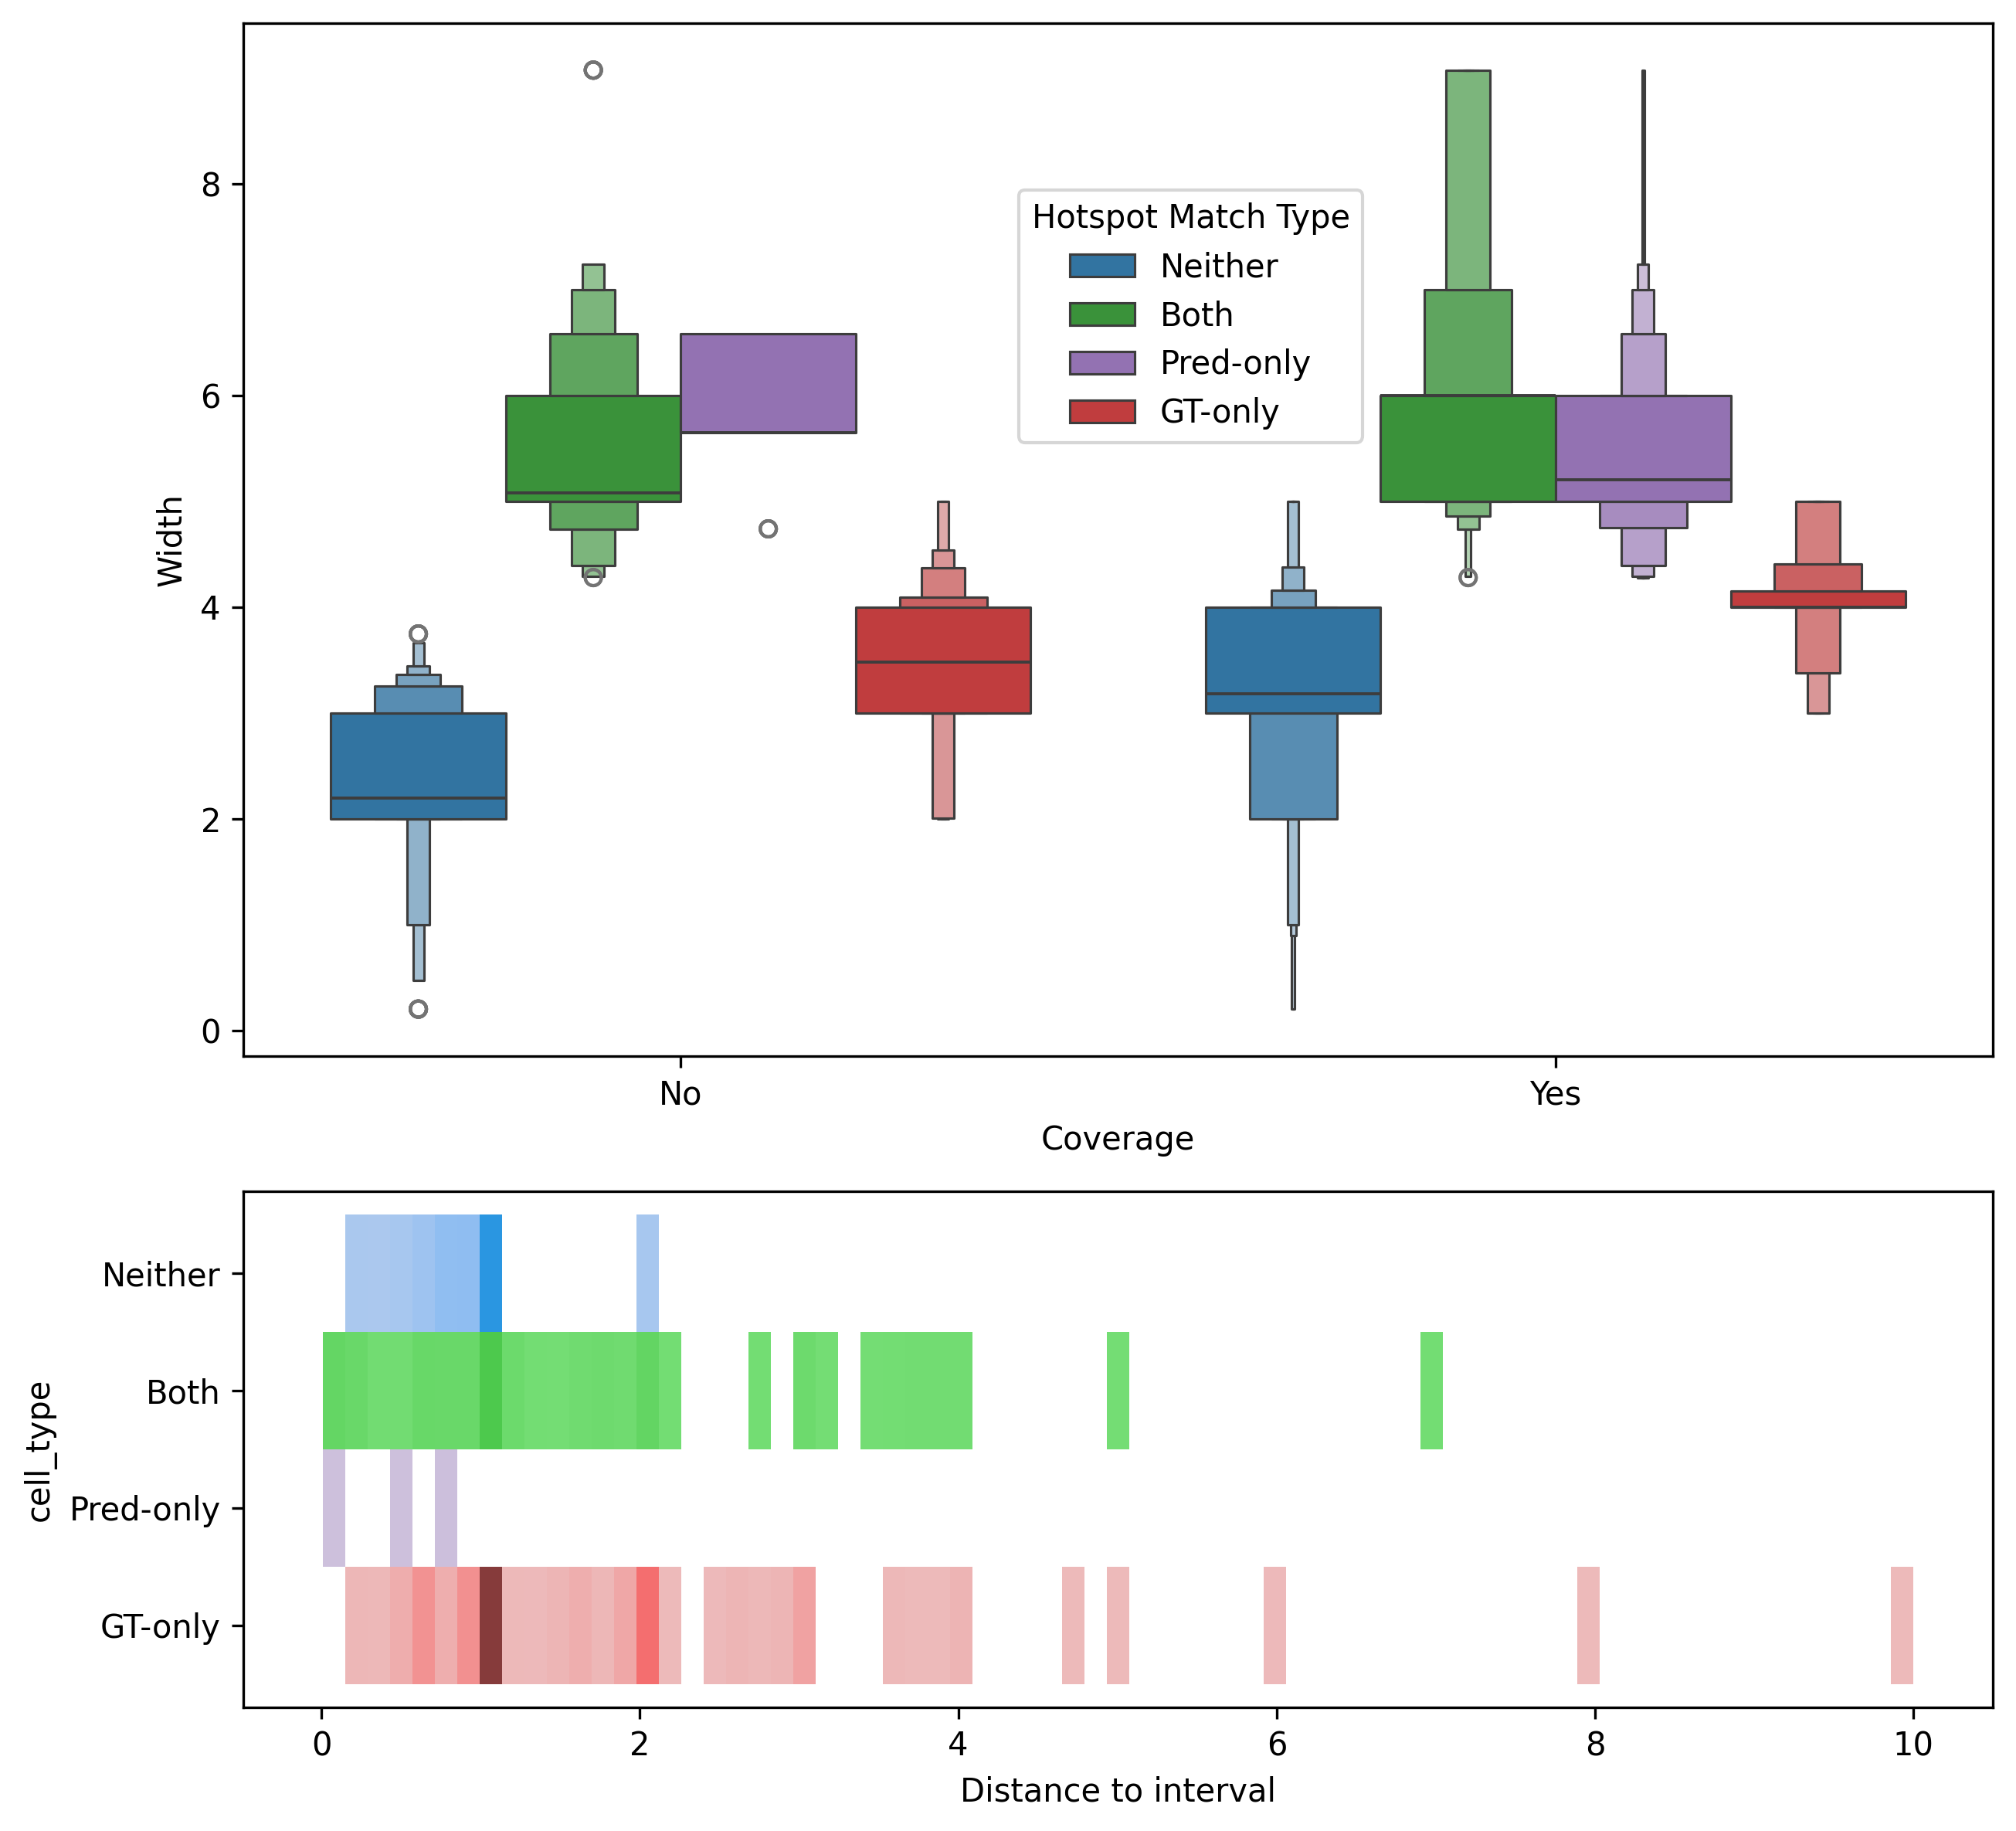 8
6
4
2
0
Width
Hotspot Match Type
Neither
Both
Pred-only
GT-only
No
Yes
Coverage
Neither
Both
Pred-only
GT-only
cell_type
0
2
4
6
8
10
Distance to interval